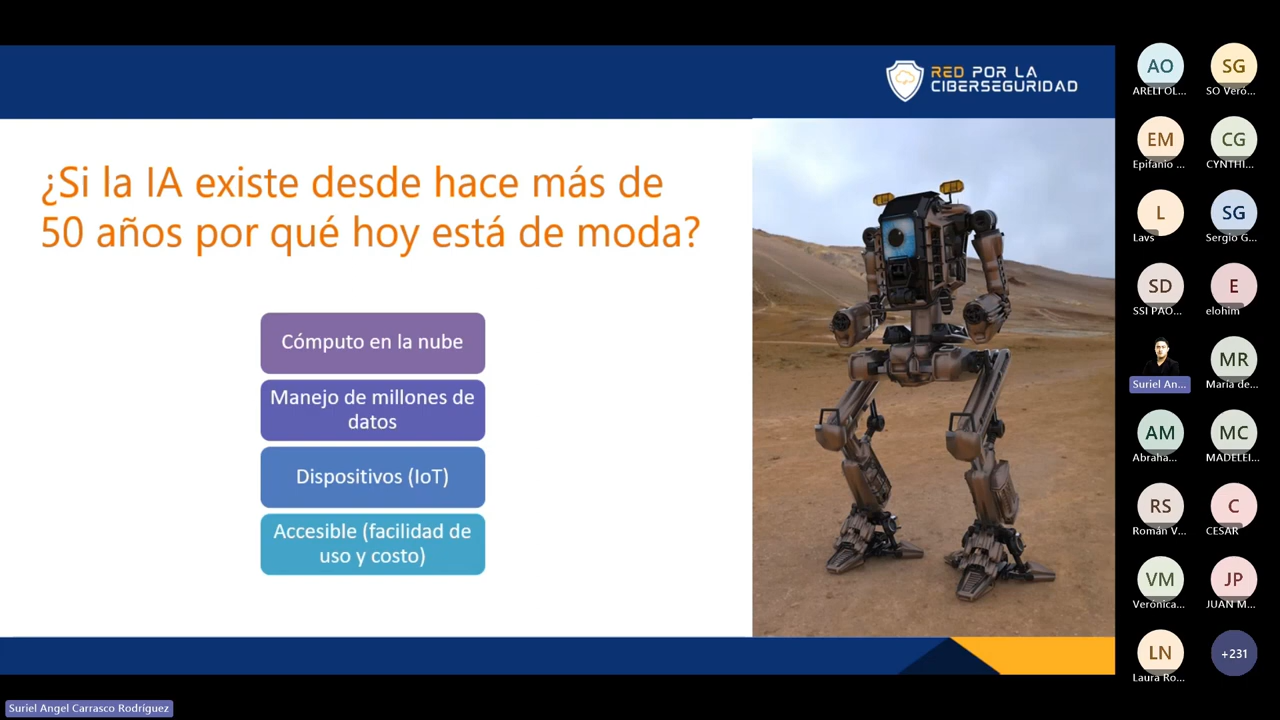 RED POR LA
CIBERSEGURIDAD
¿Si la IA existe desde hace más de
50 años por qué hoy está de moda?
Cómputo en la nube
Manejo de millones de
datos
Dispositivos (IoT)
Accesible (facilidad de
uso y costo)
AO
ARELI OL...
SG
SO Veró...
EM
Epifanio ...
CG
CYNTHI...
L
Lavs
SG
Sergio G...
SD
SSI PAO...
E
elohim
Suriel An...
MR
María de...
AM
Abraha...
MC
MADELEI...
RS
Román V...
C
CESAR
VM
Verónica...
JP
JUAN M...
LN
Laura Ro...
+231
Suriel Angel Carrasco Rodríguez